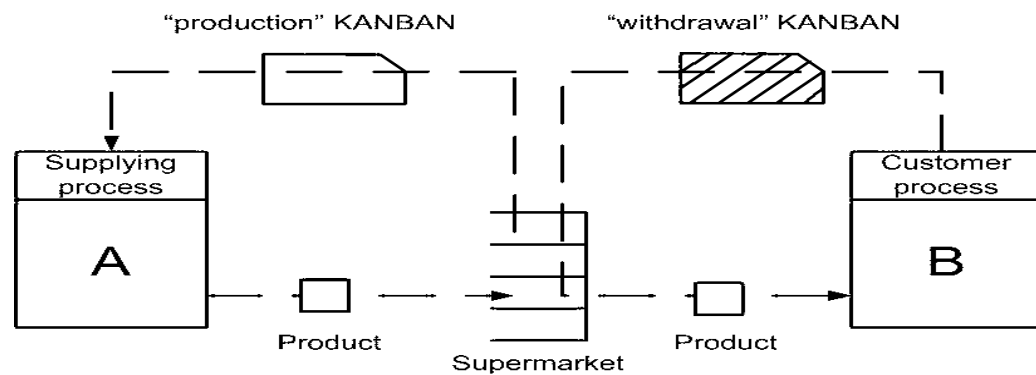 “production” KANBAN
“withdrawal” KANBAN
Supplying
process
Customer
process
A
B
Product
Product
Supermarket